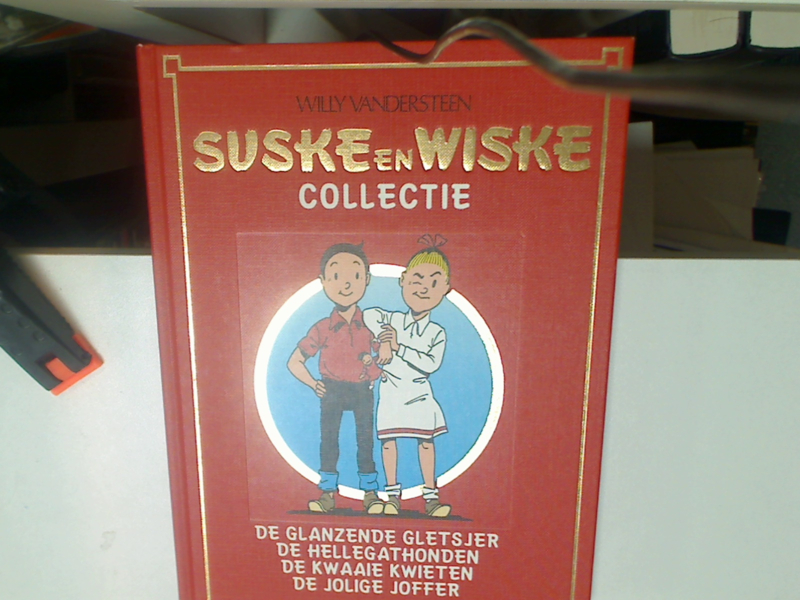 WILLY VANDERSTEEN
SUSKE EN WISKE
COLLECTIE
DE GLANZENDE GLETSJER
DE HELLEGATHONDEN
DE KWAAIE KWIETEN
DE JOLIGE JOFFER